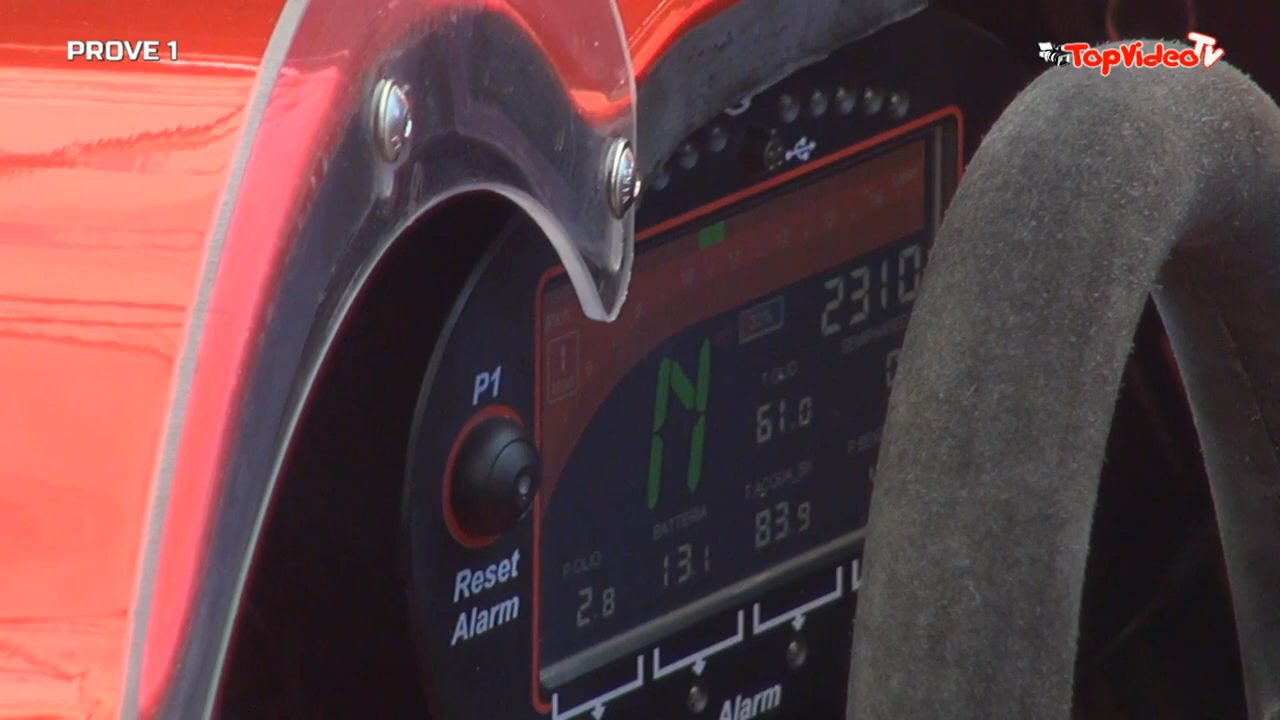 PROVE 1
TopVideoTV
2310
N
T.OLIO
61.0
P1
T.ACQUA_SX
83.9
BATTERIA
13.1
P.OLIO
2.8
Reset
Alarm
Alarm